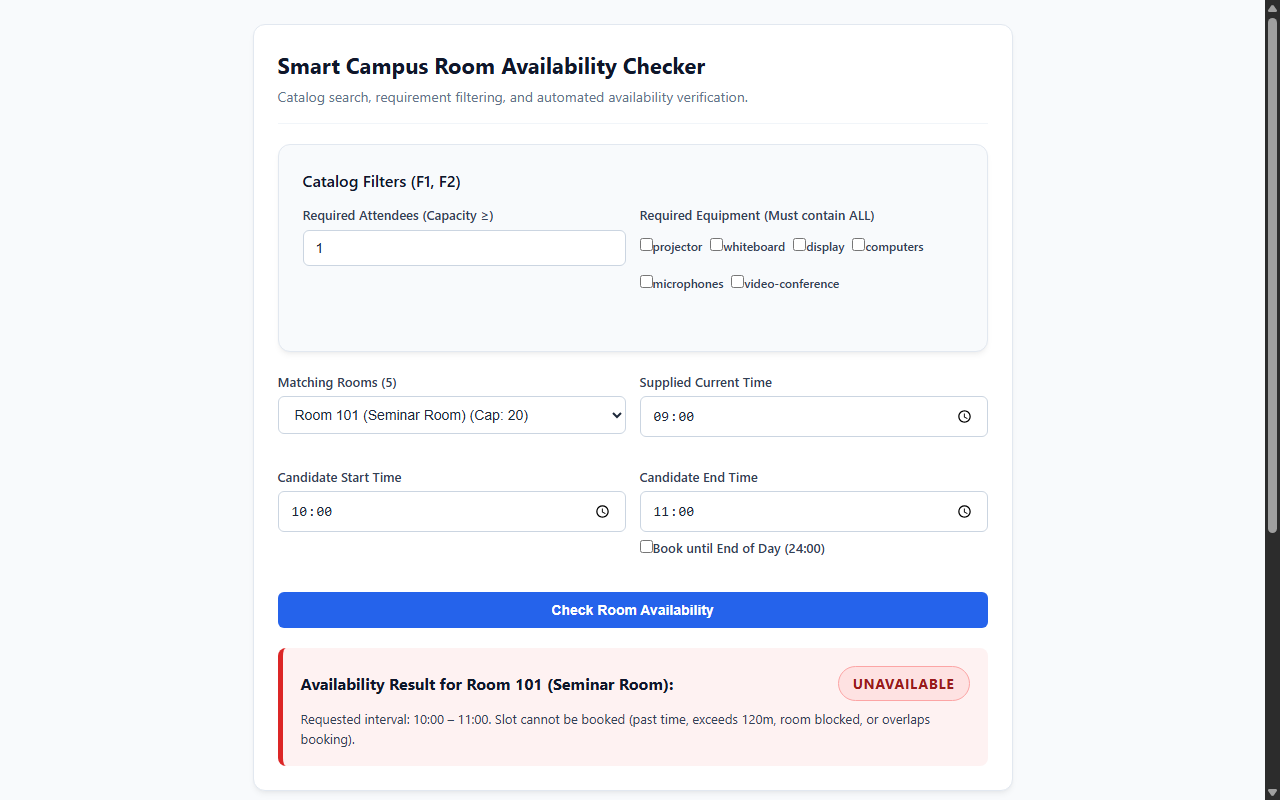 Smart Campus Room Availability Checker
Catalog search, requirement filtering, and automated availability verification.
Catalog Filters (F1, F2)
Required Attendees (Capacity ≥)
1
Required Equipment (Must contain ALL)
projector whiteboard display computers
microphones video-conference
Matching Rooms (5)
Room 101 (Seminar Room) (Cap: 20)
Supplied Current Time
09:00
Candidate Start Time
10:00
Candidate End Time
11:00
Book until End of Day (24:00)
Check Room Availability
Availability Result for Room 101 (Seminar Room):
UNAVAILABLE
Requested interval: 10:00 – 11:00. Slot cannot be booked (past time, exceeds 120m, room blocked, or overlaps
booking).